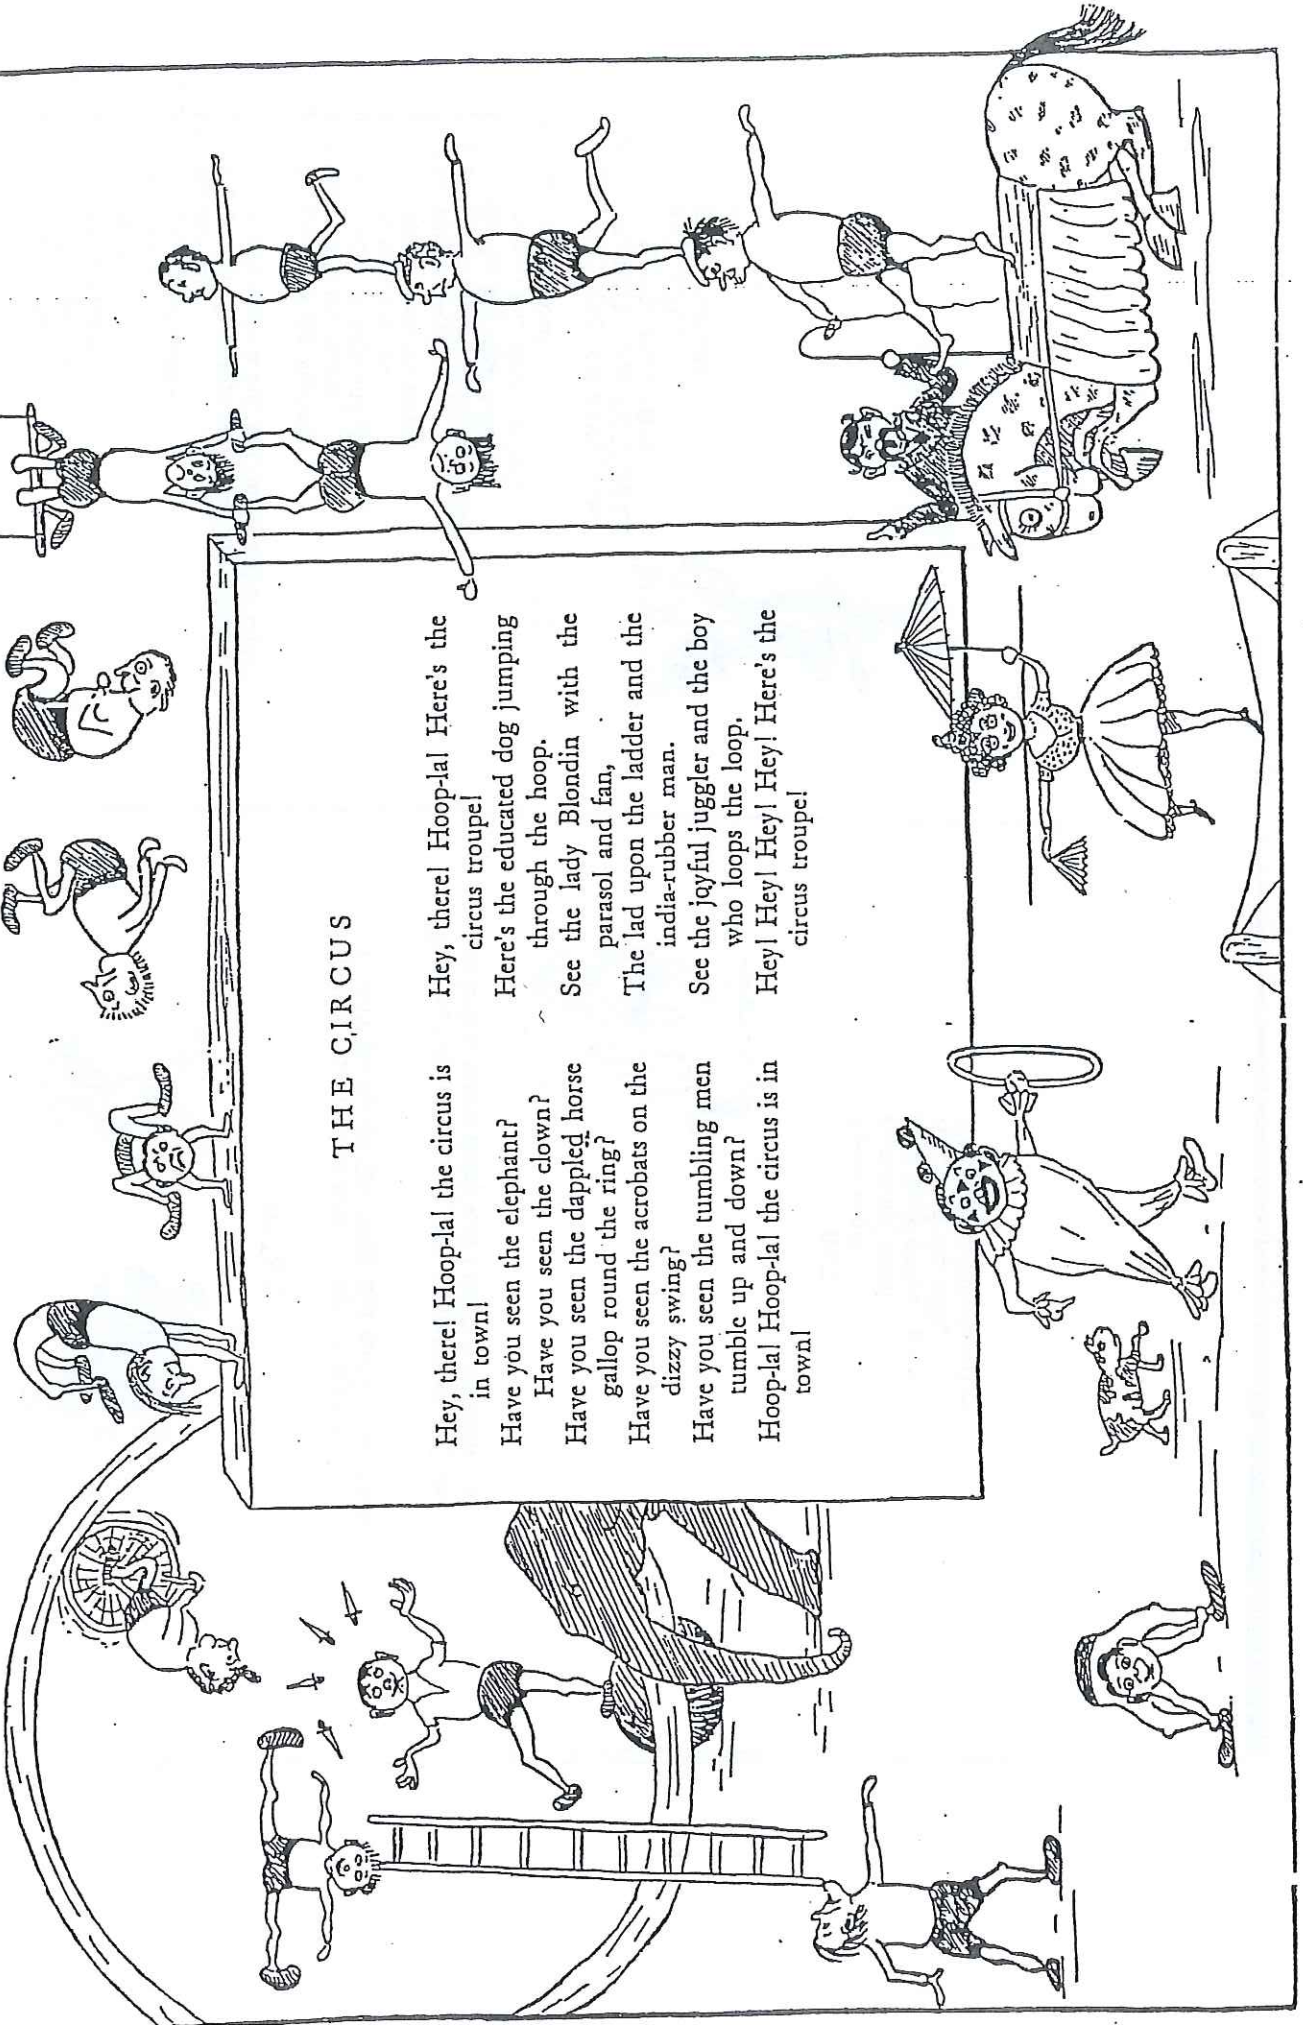 THE CIRCUS
Hey, there! Hoop-la! the circus is
in town!
Have you seen the elephant?
Have you seen the clown?
Have you seen the dappled horse
gallop round the ring?
Have you seen the acrobats on the
dizzy swing?
Have you seen the tumbling men
tumble up and down?
Hoop-la! Hoop-la! the circus is in
town!
Hey, there! Hoop-la! Here's the
circus troupe!
Here's the educated dog jumping
through the hoop.
See the lady Blondin with the
parasol and fan,
The lad upon the ladder and the
india-rubber man.
See the joyful juggler and the boy
who loops the loop.
Hey! Hey! Hey! Hey! Here's the
circus troupe!